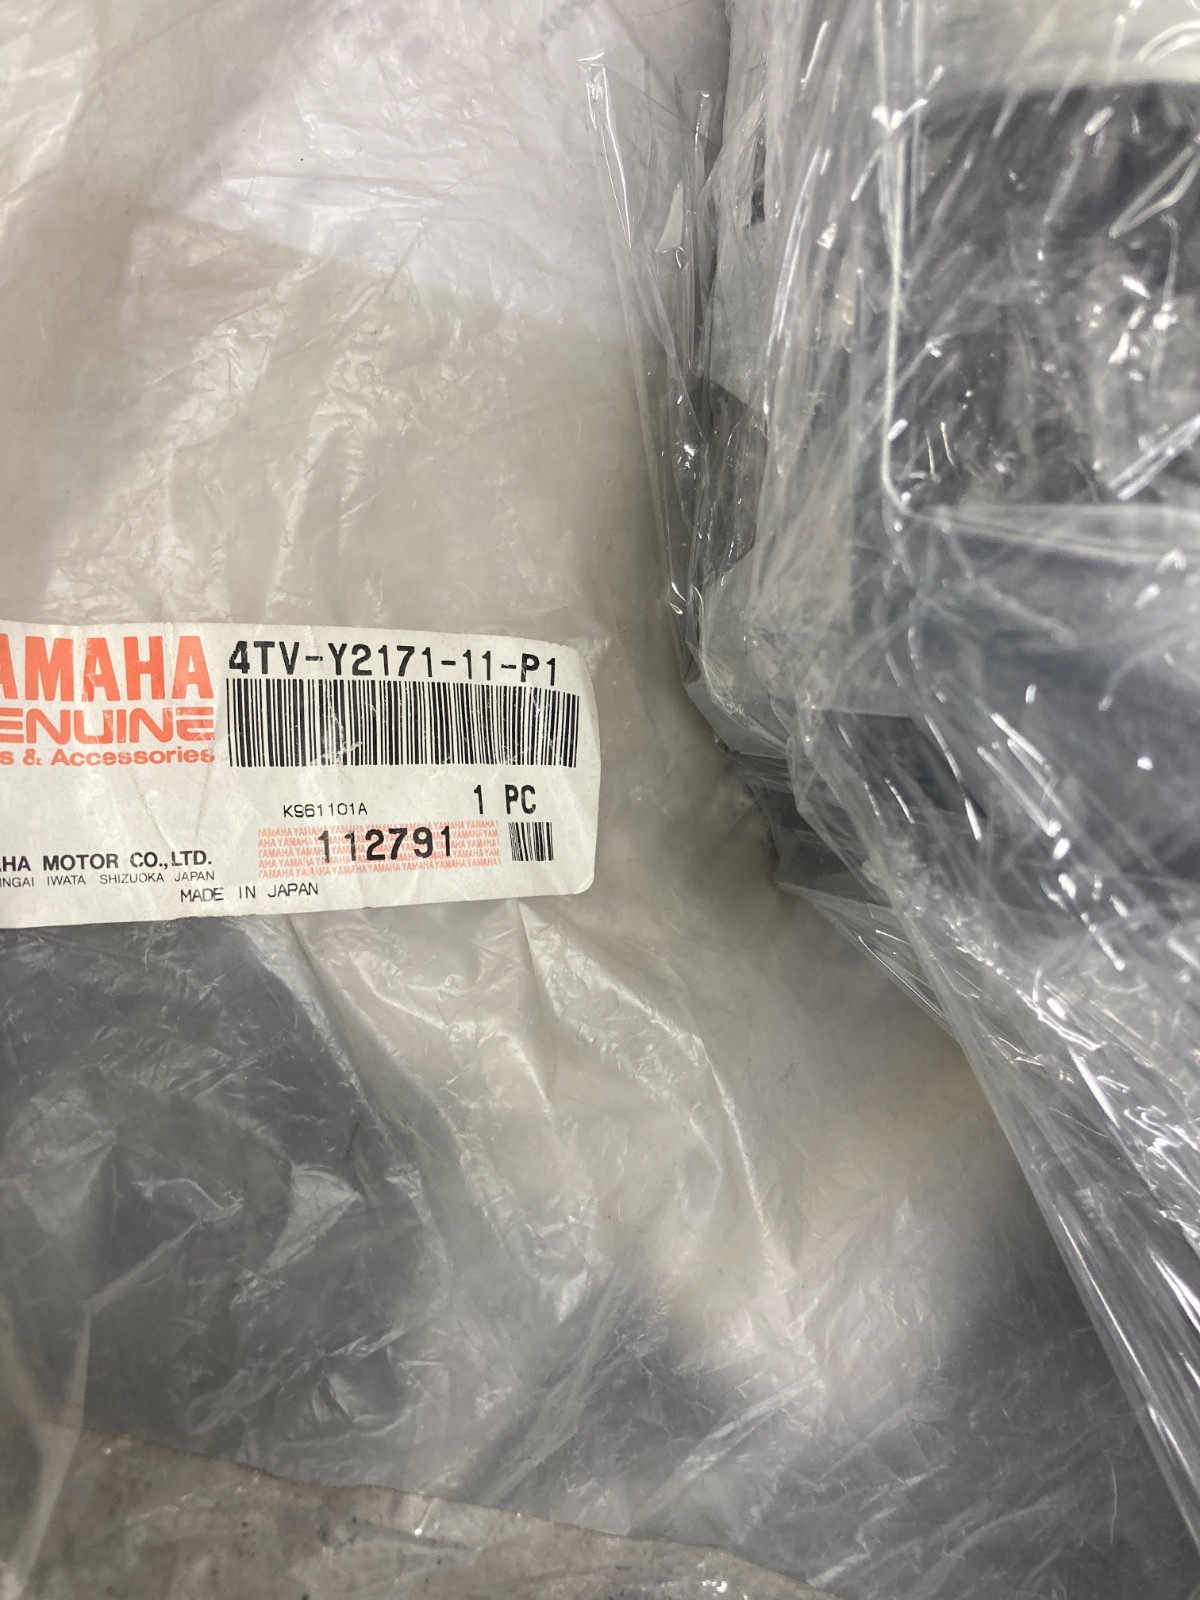 AMAHA
ENUINE
s & Accessories
4TV-Y2171-11-P1
1 PC
K961101A
112791
AHA MOTOR CO.,LTD.
INGAI IWATA SHIZUOKA JAPAN
MADE IN JAPAN